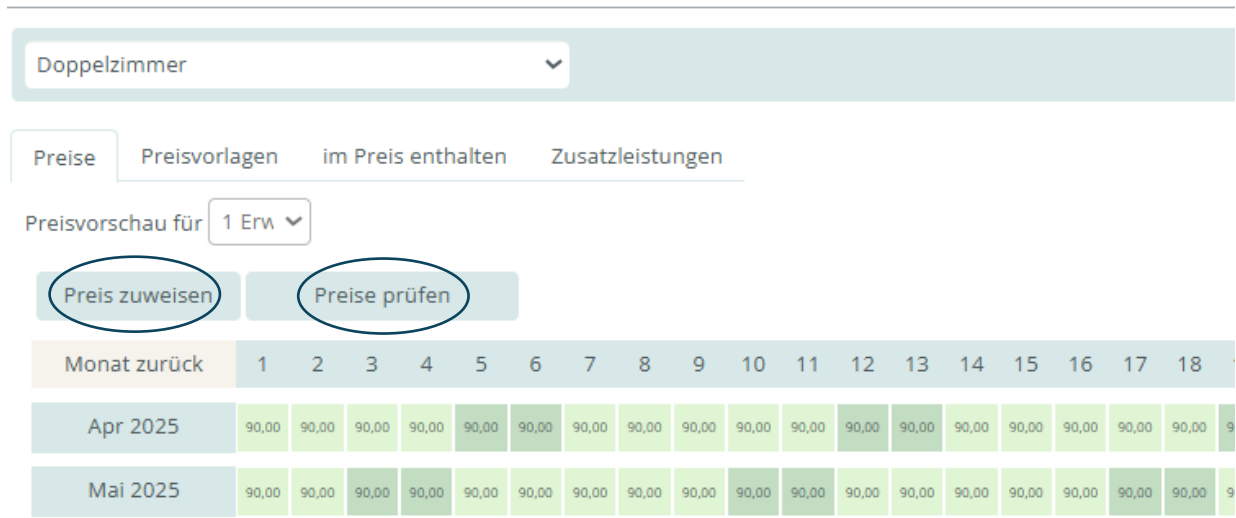 Doppelzimmer
Preise Preisvorlagen im Preis enthalten Zusatzleistungen
Preisvorschau für 1 Erw
Preis zuweisen Preise prüfen
Monat zurück 1 2 3 4 5 6 7 8 9 10 11 12 13 14 15 16 17 18
Apr 2025 90,00 90,00 90,00 90,00 90,00 90,00 90,00 90,00 90,00 90,00 90,00 90,00 90,00 90,00 90,00 90,00 90,00 90,00
Mai 2025 90,00 90,00 90,00 90,00 90,00 90,00 90,00 90,00 90,00 90,00 90,00 90,00 90,00 90,00 90,00 90,00 90,00 90,00